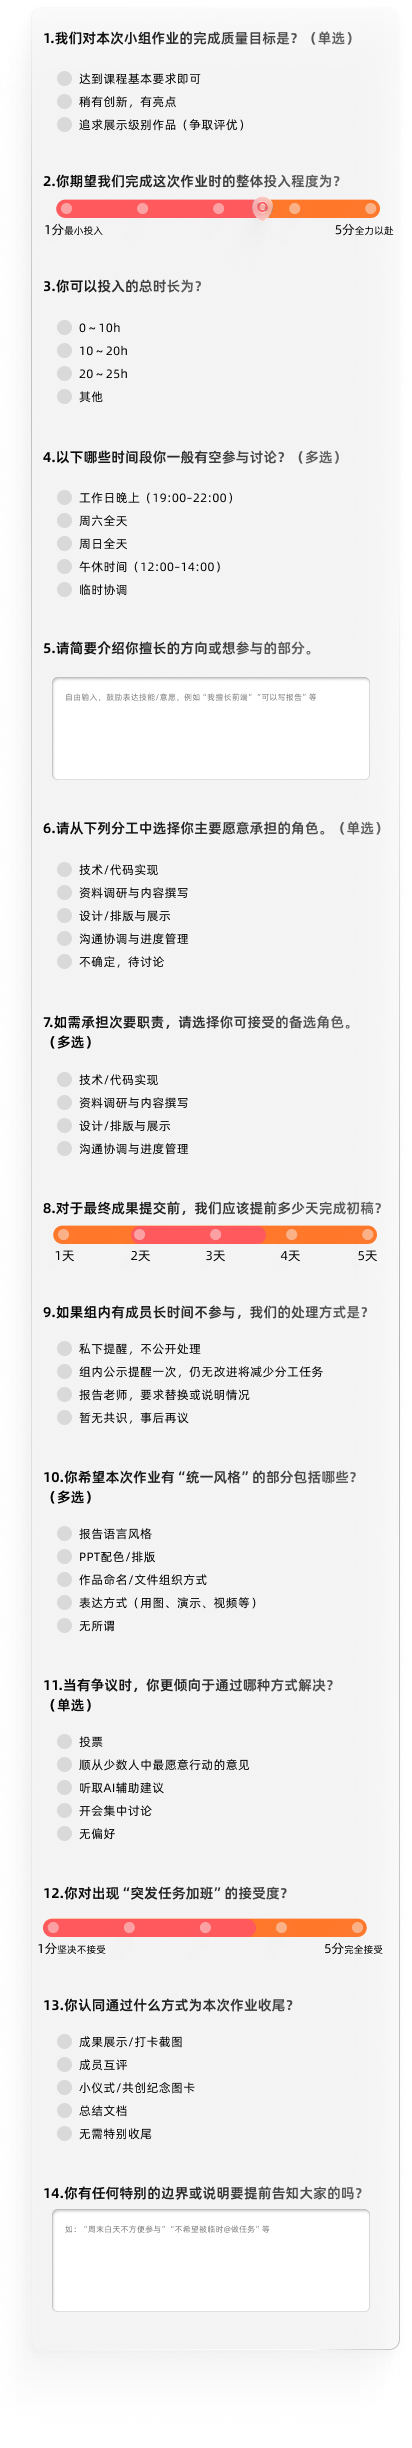 1.我们对本次小组作业的完成质量目标是？（单选）
达到课程基本要求即可
稍有创新，有亮点
追求展示级别作品（争取评优）
2.你期望我们完成这次作业时的整体投入程度为？
1分最小投入 5分全力以赴
3.你可以投入的总时长为？
0～10h
10～20h
20～25h
其他
4.以下哪些时间段你一般有空参与讨论？（多选）
工作日晚上（19:00-22:00）
周六全天
周日全天
午休时间（12:00-14:00）
临时协调
5.请简要介绍你擅长的方向或想参与的部分。
自由输入，鼓励表达技能/意愿，例如“我擅长前端”“可以写报告”等
6.请从下列分工中选择你主要愿意承担的角色。（单选）
技术/代码实现
资料调研与内容撰写
设计/排版与展示
沟通协调与进度管理
不确定，待讨论
7.如需承担次要职责，请选择你可接受的备选角色。
（多选）
技术/代码实现
资料调研与内容撰写
设计/排版与展示
沟通协调与进度管理
8.对于最终成果提交前，我们应该提前多少天完成初稿？
1天 2天 3天 4天 5天
9.如果组内有成员长时间不参与，我们的处理方式是？
私下提醒，不公开处理
组内公示提醒一次，仍无改进将减少分工任务
报告老师，要求替换或说明情况
暂无共识，事后再议
10.你希望本次作业有“统一风格”的部分包括哪些？
（多选）
报告语言风格
PPT配色/排版
作品命名/文件组织方式
表达方式（用图、演示、视频等）
无所谓
11.当有争议时，你更倾向于通过哪种方式解决？
（单选）
投票
顺从少数人中最愿意行动的意见
听取AI辅助建议
开会集中讨论
无偏好
12.你对出现“突发任务加班”的接受度？
1分坚决不接受 5分完全接受
13.你认同通过什么方式为本次作业收尾？
成果展示/打卡截图
成员互评
小仪式/共创纪念图卡
总结文档
无需特别收尾
14.你有任何特别的边界或说明要提前告知大家的吗？
如：“周末白天不方便参与”“不希望被临时@做任务”等